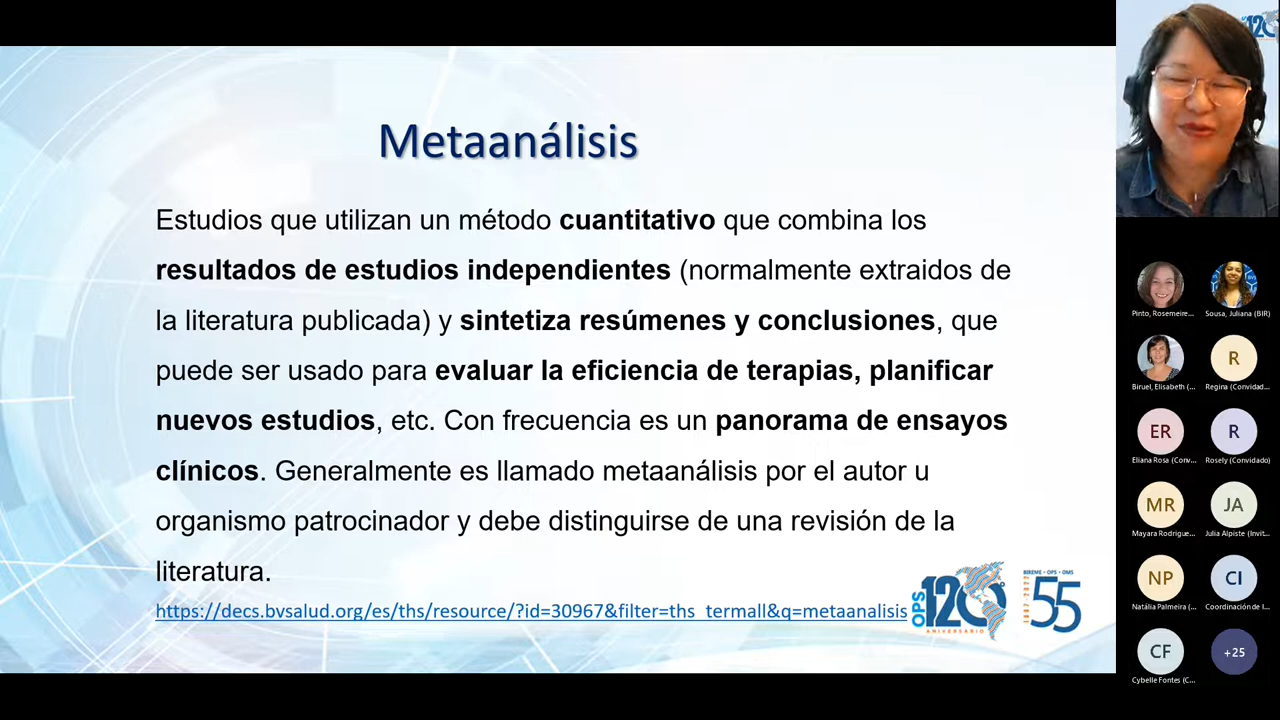 Metaanálisis
Estudios que utilizan un método cuantitativo que combina los
resultados de estudios independientes (normalmente extraidos de
la literatura publicada) y sintetiza resúmenes y conclusiones, que
puede ser usado para evaluar la eficiencia de terapias, planificar
nuevos estudios, etc. Con frecuencia es un panorama de ensayos
clínicos. Generalmente es llamado metaanálisis por el autor u
organismo patrocinador y debe distinguirse de una revisión de la
literatura.
https://decs.bvsalud.org/es/ths/resource/?id=30967&filter=ths_termall&q=metaanalisis
OPS
120
ANIVERSARIO
BIREME • OPS • OMS
55
120
Pinto, Rosemeire...
Sousa, Juliana (BIR)
Biruel, Elisabeth (...
R
Regina (Convidad...
ER
Eliana Rosa (Conv...
R
Rosely (Convidado)
MR
Mayara Rodrigue...
JA
Julia Alpiste (Invit...
NP
Natália Palmeira (...
CI
Coordinación de I...
CF
Cybelle Fontes (C...
+25